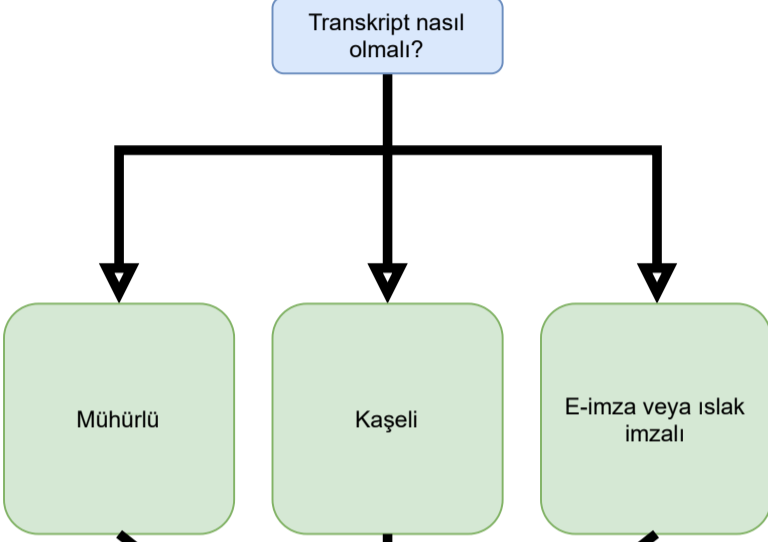 Transkript nasıl
olmalı?
Mühürlü
Kaşeli
E-imza veya ıslak
imzalı